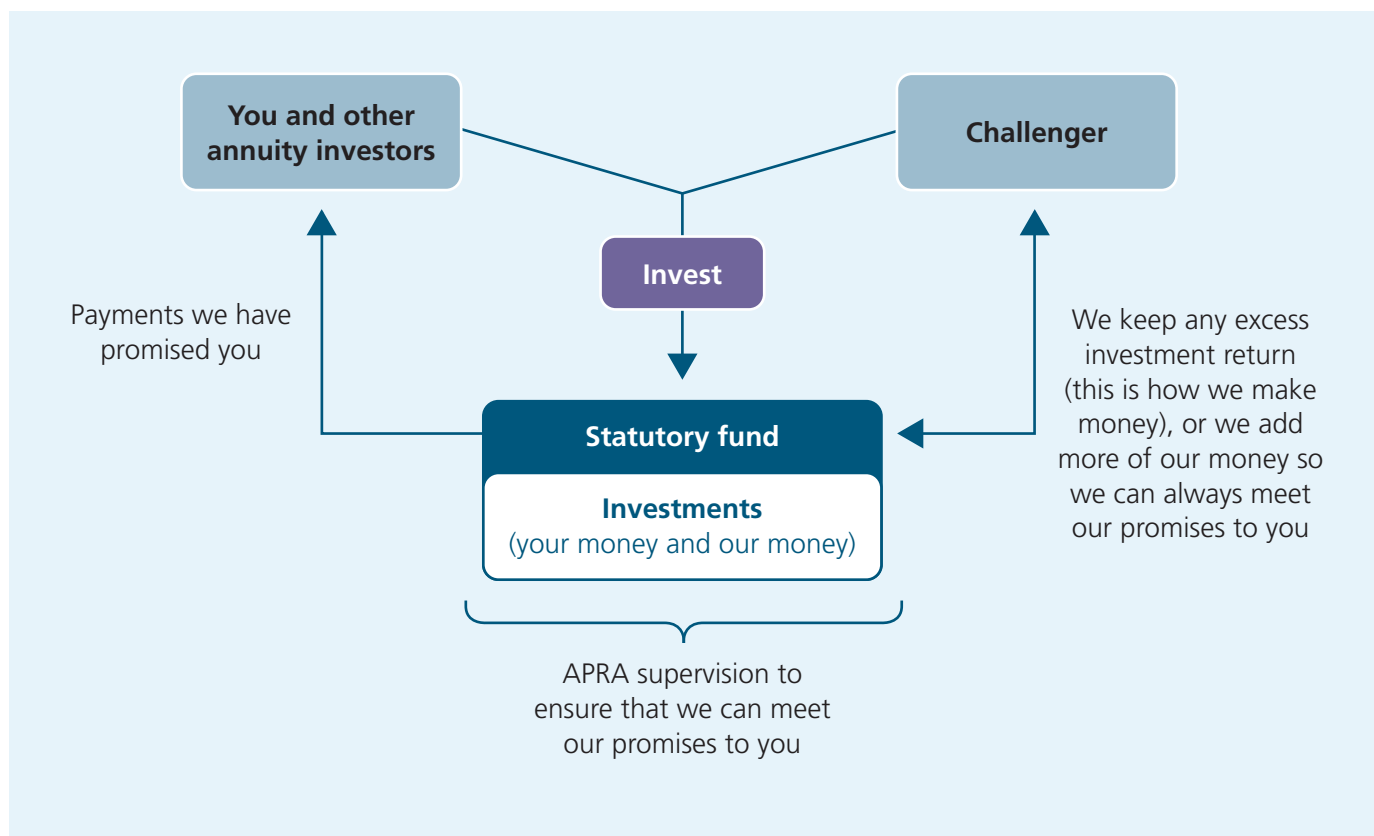 You and other
annuity investors
Challenger
Invest
Payments we have
promised you
We keep any excess
investment return
(this is how we make
money), or we add
more of our money so
we can always meet
our promises to you
Statutory fund
Investments
(your money and our money)
APRA supervision to
ensure that we can meet
our promises to you